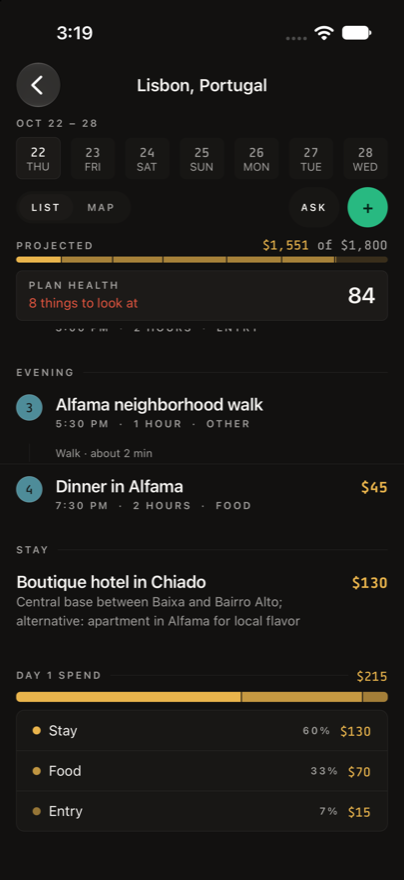 3:19
Lisbon, Portugal
OCT 22 – 28
22 23 24 25 26 27 28
THU FRI SAT SUN MON TUE WED
LIST MAP ASK +
PROJECTED $1,551 of $1,800
PLAN HEALTH
8 things to look at
84
2 HOURS · ENTRY
EVENING
3 Alfama neighborhood walk
5:30 PM · 1 HOUR · OTHER
Walk · about 2 min
4 Dinner in Alfama $45
7:30 PM · 2 HOURS · FOOD
STAY
Boutique hotel in Chiado $130
Central base between Baixa and Bairro Alto;
alternative: apartment in Alfama for local flavor
DAY 1 SPEND $215
Stay 60% $130
Food 33% $70
Entry 7% $15